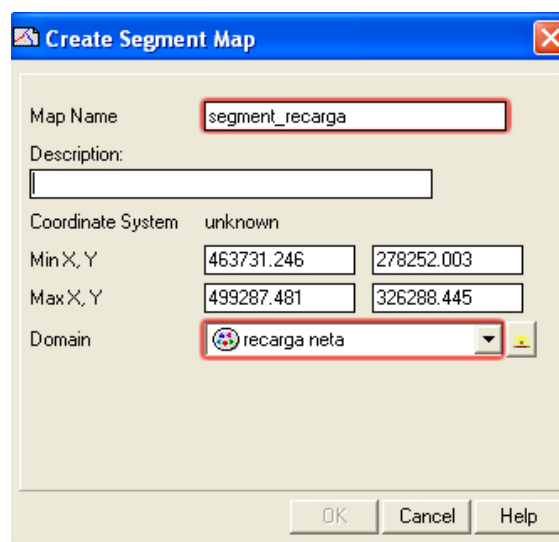 Create Segment Map
Map Name segment_recarga
Description:
Coordinate System unknown
Min X, Y 463731.246 278252.003
Max X, Y 499287.481 326288.445
Domain recarga neta
OK Cancel Help